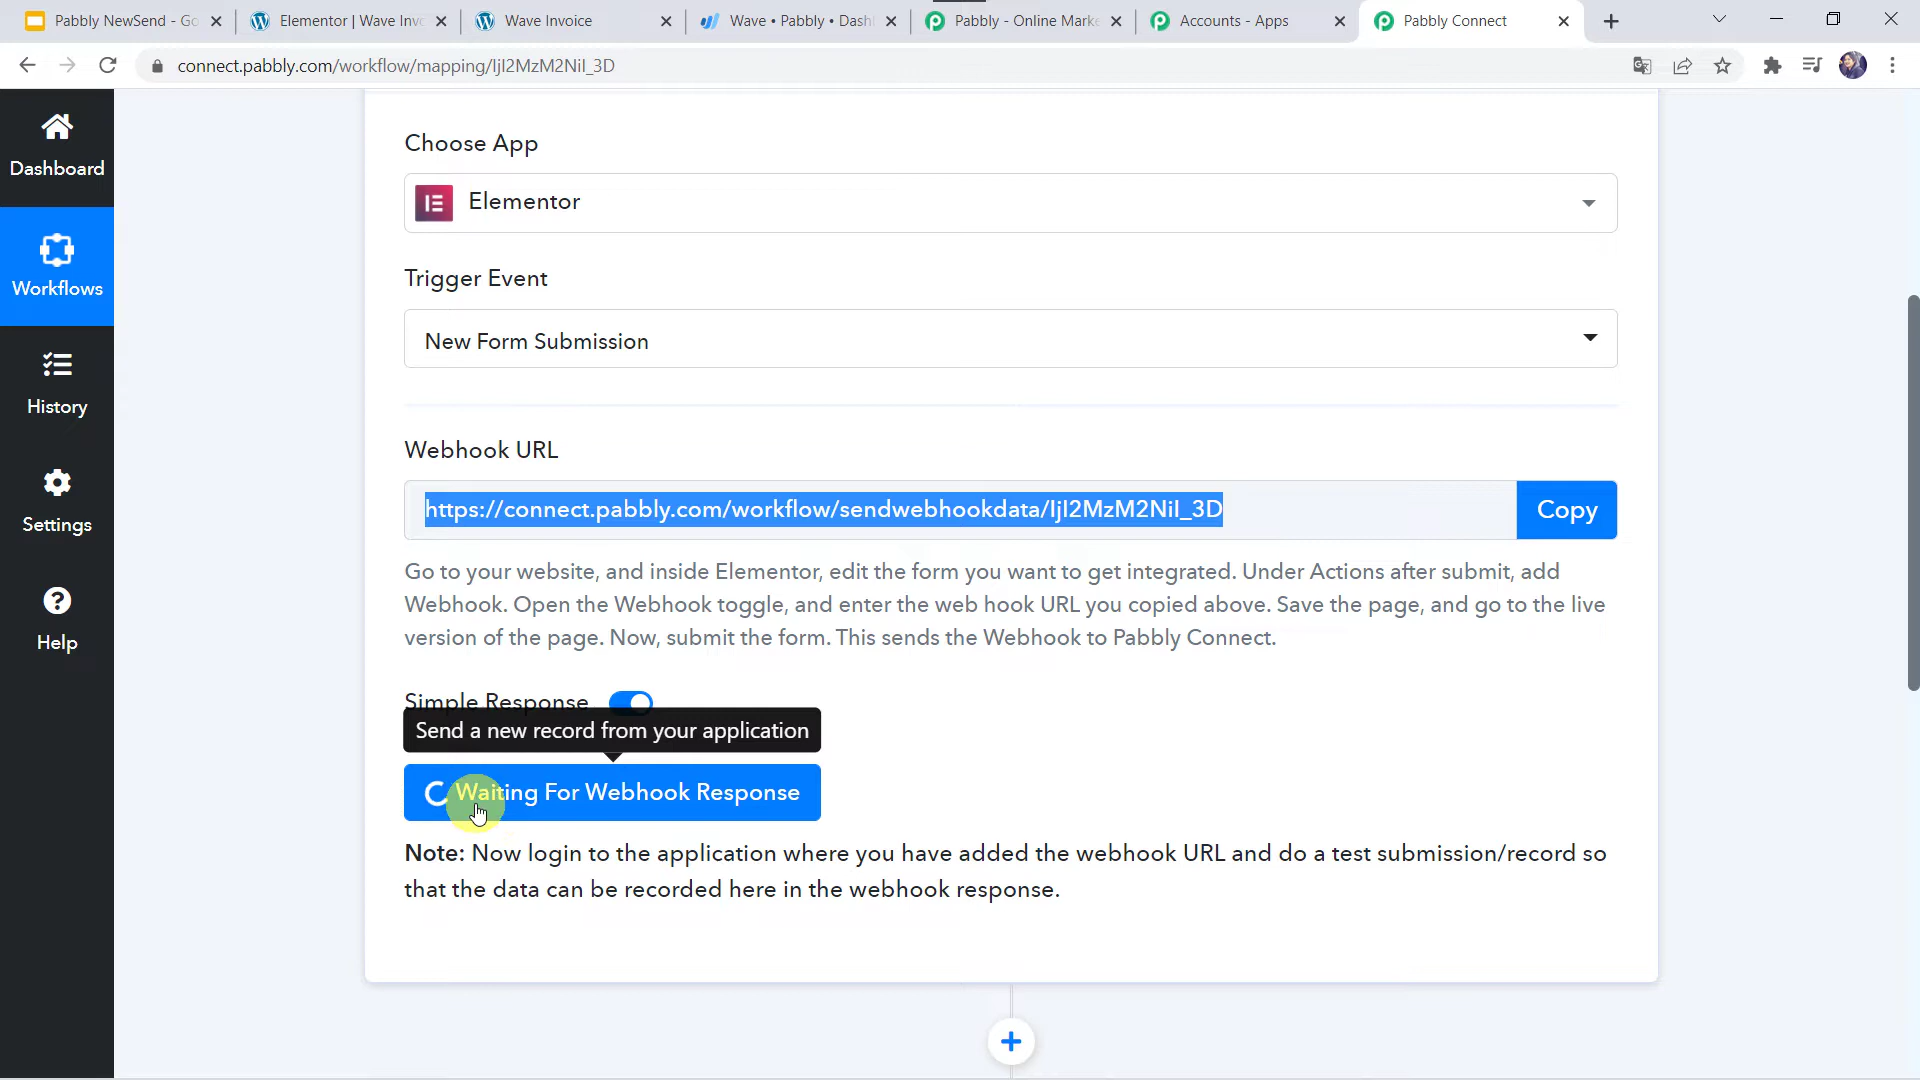 Pabbly NewSend - Go
Elementor | Wave Invo
Wave Invoice
Wave • Pabbly • Dash
Pabbly - Online Marke
Accounts - Apps
Pabbly Connect
connect.pabbly.com/workflow/mapping/IjI2MzM2NiI_3D
Dashboard
Workflows
History
Settings
Help
Choose App
Elementor
Trigger Event
New Form Submission
Webhook URL
https://connect.pabbly.com/workflow/sendwebhookdata/IjI2MzM2NiI_3D
Copy
Go to your website, and inside Elementor, edit the form you want to get integrated. Under Actions after submit, add
Webhook. Open the Webhook toggle, and enter the web hook URL you copied above. Save the page, and go to the live
version of the page. Now, submit the form. This sends the Webhook to Pabbly Connect.
Simple Response
Send a new record from your application
Waiting For Webhook Response
Note: Now login to the application where you have added the webhook URL and do a test submission/record so
that the data can be recorded here in the webhook response.